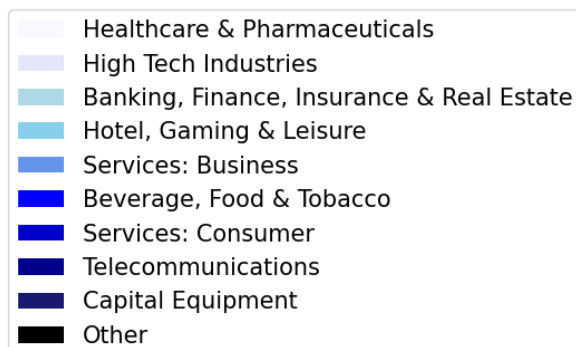 Healthcare & Pharmaceuticals
High Tech Industries
Banking, Finance, Insurance & Real Estate
Hotel, Gaming & Leisure
Services: Business
Beverage, Food & Tobacco
Services: Consumer
Telecommunications
Capital Equipment
Other